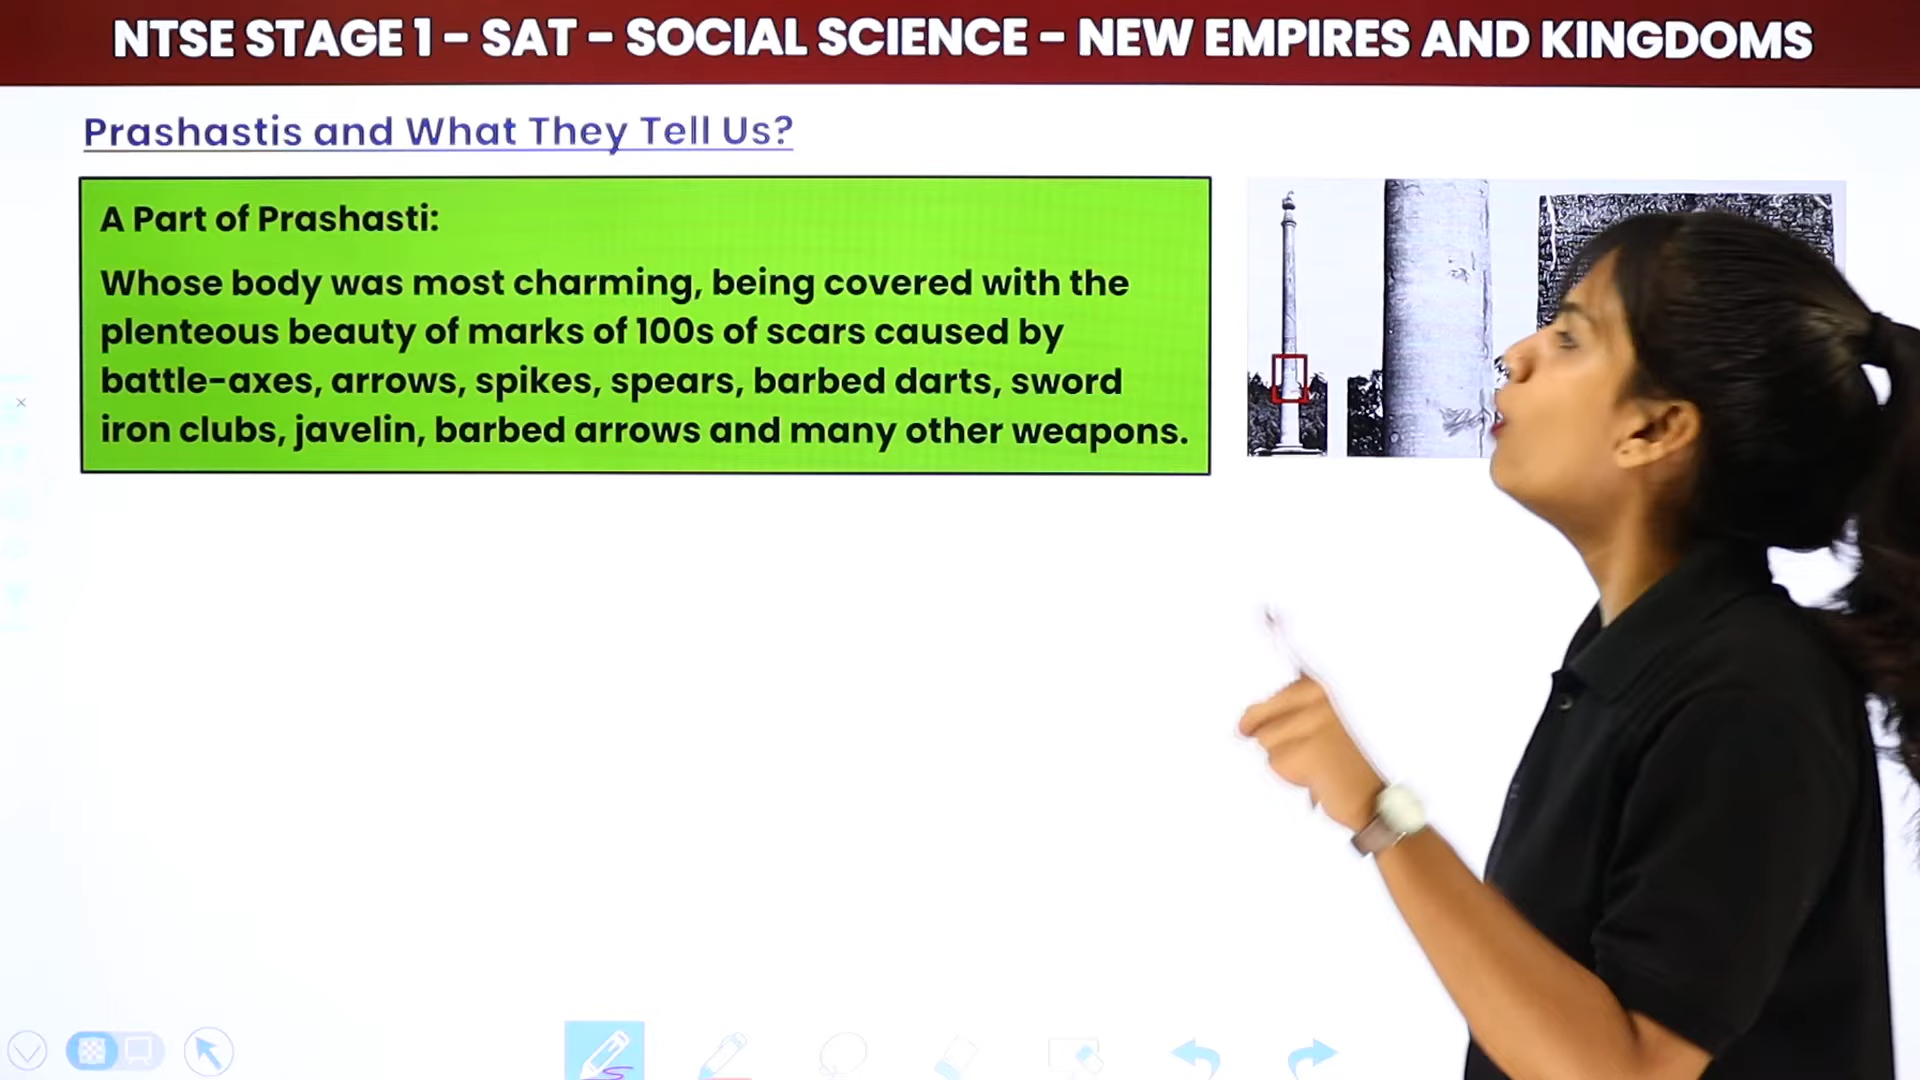 NTSE STAGE 1 – SAT – SOCIAL SCIENCE – NEW EMPIRES AND KINGDOMS
Prashastis and What They Tell Us?
A Part of Prashasti:
Whose body was most charming, being covered with the
plenteous beauty of marks of 100s of scars caused by
battle-axes, arrows, spikes, spears, barbed darts, sword
iron clubs, javelin, barbed arrows and many other weapons.